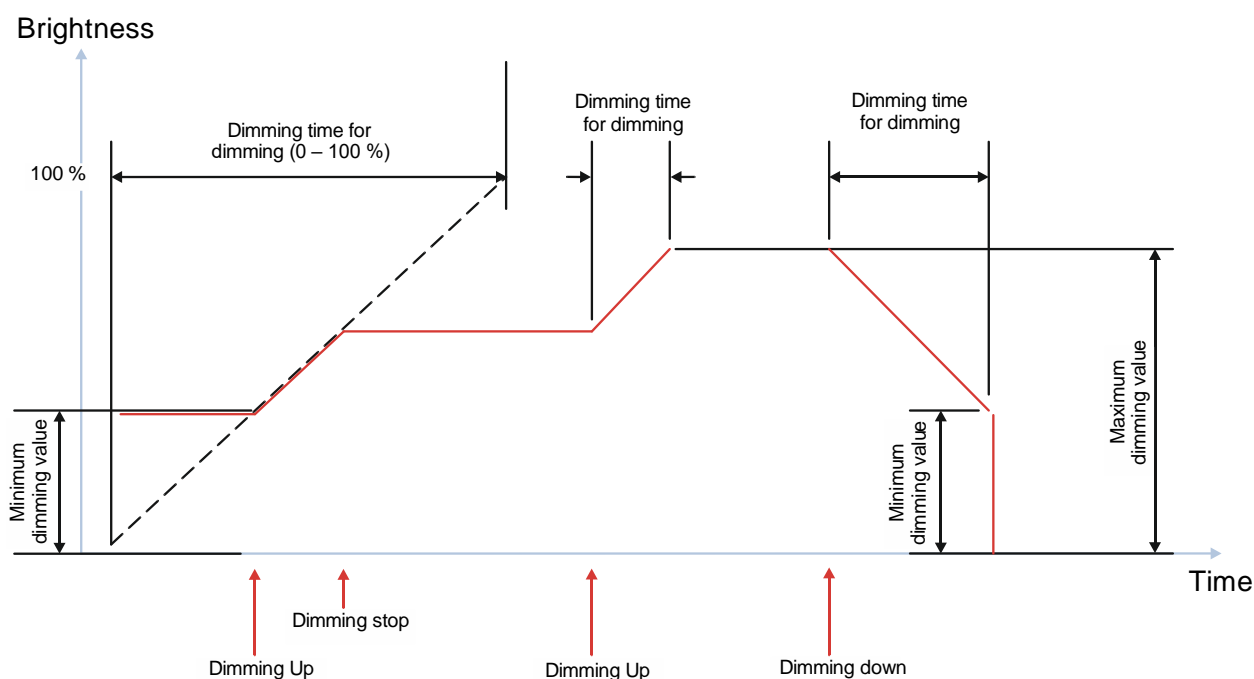 Brightness
Dimming time for
dimming (0 – 100 %)
Dimming time
for dimming
Dimming time
for dimming
100 %
Minimum
dimming value
Minimum
dimming value
Maximum
dimming value
Time
Dimming stop
Dimming Up
Dimming Up
Dimming down